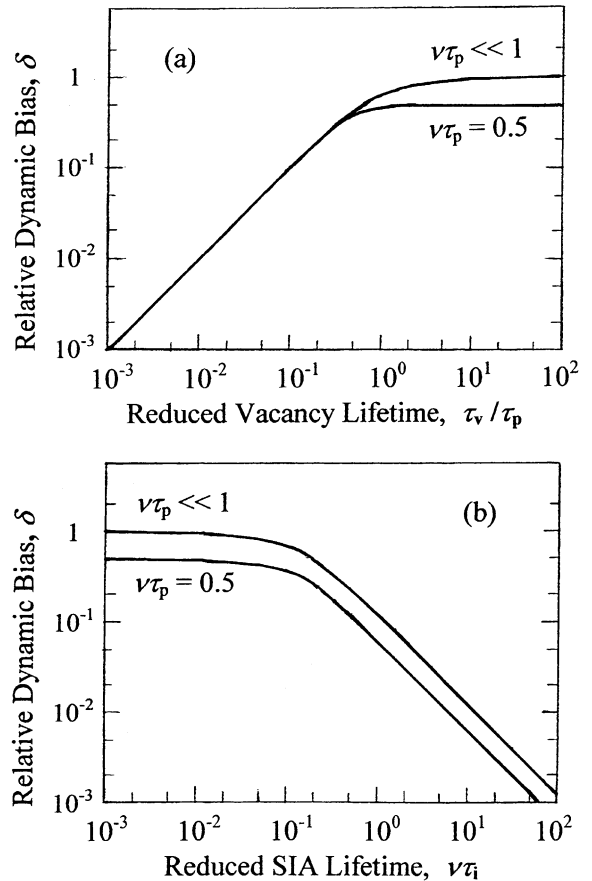 (a)
ντp << 1
ντp = 0.5
Relative Dynamic Bias, δ
1
10-1
10-2
10-3
10-3 10-2 10-1 100 101 102
Reduced Vacancy Lifetime, τv /τp
(b)
ντp << 1
ντp = 0.5
Relative Dynamic Bias, δ
1
10-1
10-2
10-3
10-3 10-2 10-1 100 101 102
Reduced SIA Lifetime, ντi